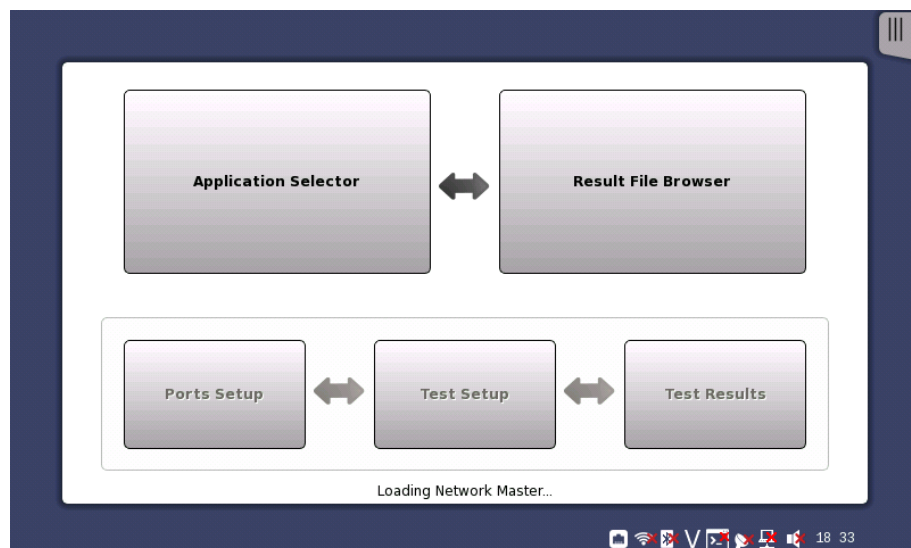 Application Selector
Result File Browser
Ports Setup
Test Setup
Test Results
Loading Network Master...
18 33